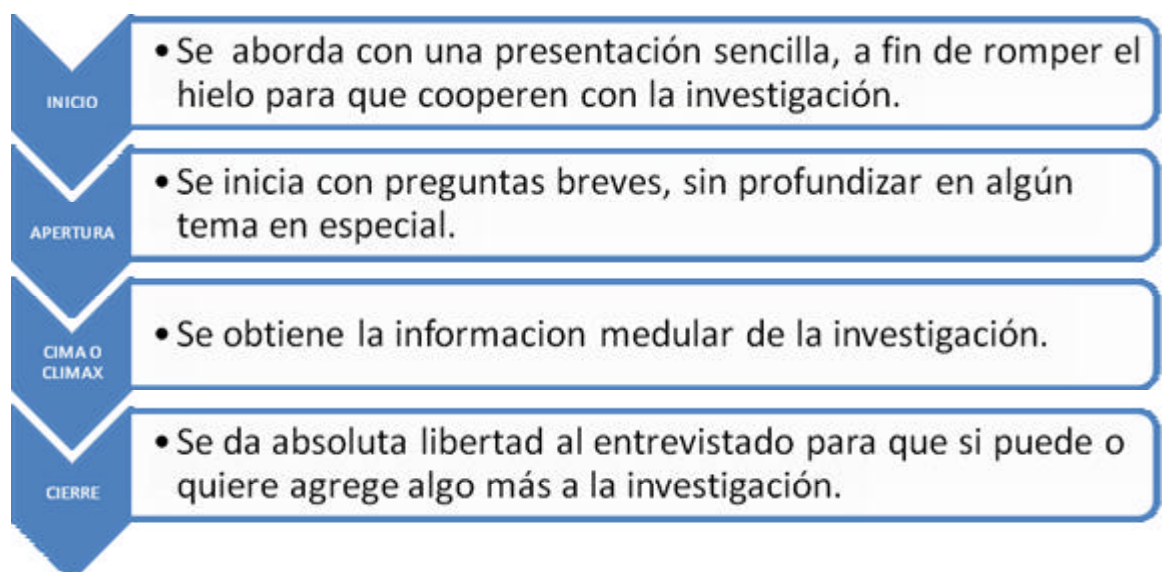 INICIO
• Se aborda con una presentación sencilla, a fin de romper el
hielo para que cooperen con la investigación.
APERTURA
• Se inicia con preguntas breves, sin profundizar en algún
tema en especial.
CIMA O
CLIMAX
• Se obtiene la informacion medular de la investigación.
CIERRE
• Se da absoluta libertad al entrevistado para que si puede o
quiere agrege algo más a la investigación.